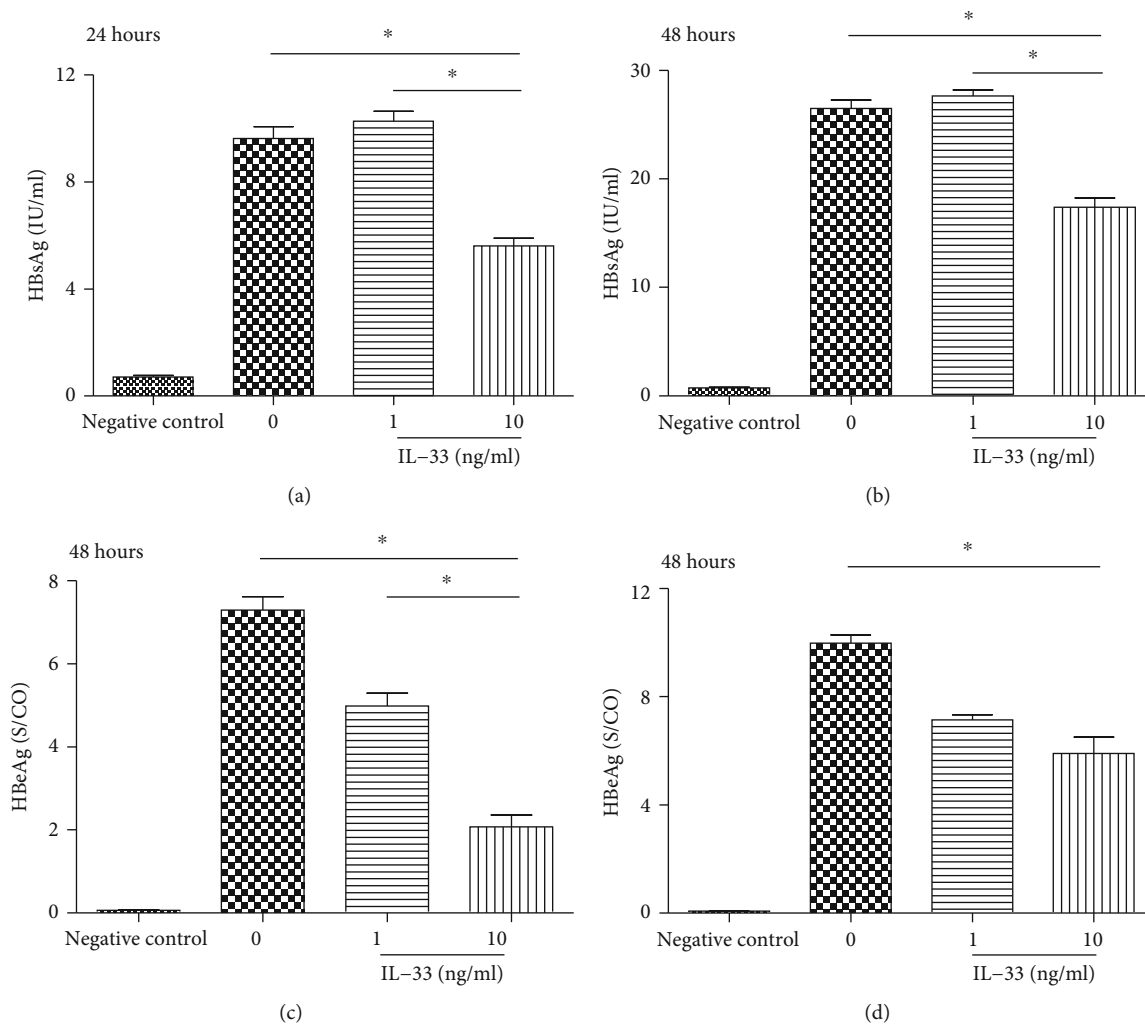 24 hours
*
*
12
8
4
0
HBsAg (IU/ml)
Negative control
0
1
10
IL−33 (ng/ml)
(a)
48 hours
*
*
30
20
10
0
HBsAg (IU/ml)
Negative control
0
1
10
IL−33 (ng/ml)
(b)
48 hours
*
*
8
6
4
2
0
HBeAg (S/CO)
Negative control
0
1
10
IL−33 (ng/ml)
(c)
48 hours
*
12
8
4
0
HBeAg (S/CO)
Negative control
0
1
10
IL−33 (ng/ml)
(d)